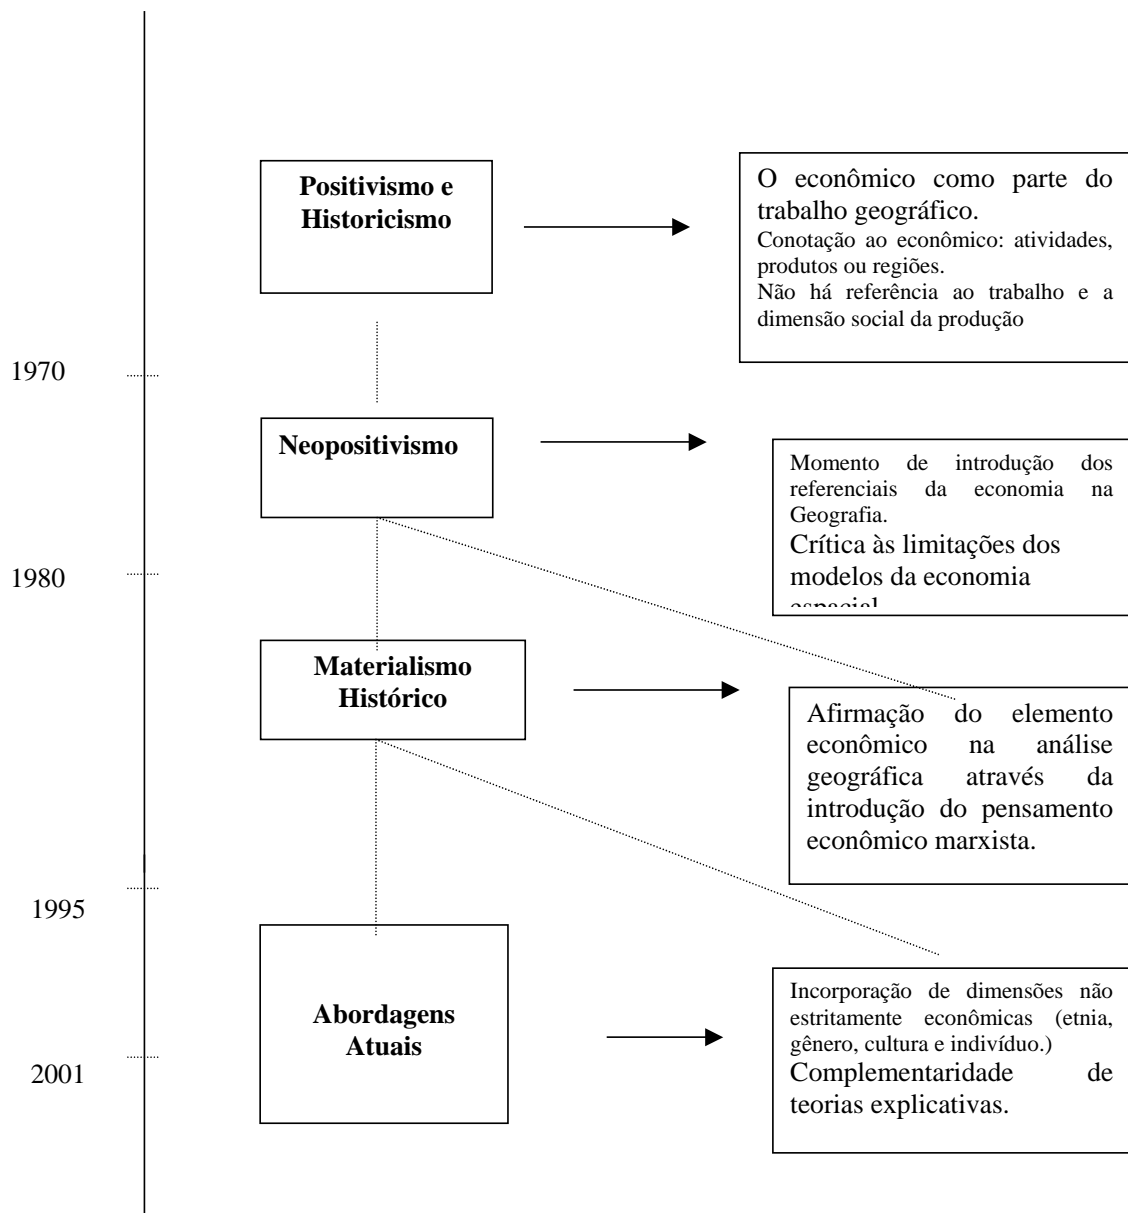 Positivismo e
Historicismo
O econômico como parte do
trabalho geográfico.
Conotação ao econômico: atividades,
produtos ou regiões.
Não há referência ao trabalho e a
dimensão social da produção
1970
Neopositivismo
Momento de introdução dos
referenciais da economia na
Geografia.
Crítica às limitações dos
modelos da economia
espacial
1980
Materialismo
Histórico
Afirmação do elemento
econômico na análise
geográfica através da
introdução do pensamento
econômico marxista.
1995
Abordagens
Atuais
Incorporação de dimensões não
estritamente econômicas (etnia,
gênero, cultura e indivíduo.)
Complementaridade de
teorias explicativas.
2001